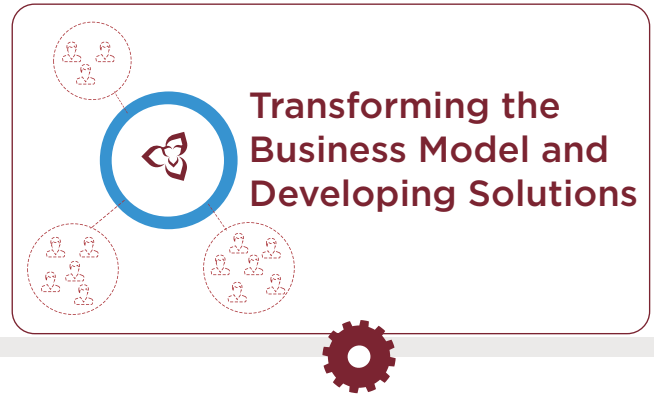 Transforming the
Business Model and
Developing Solutions